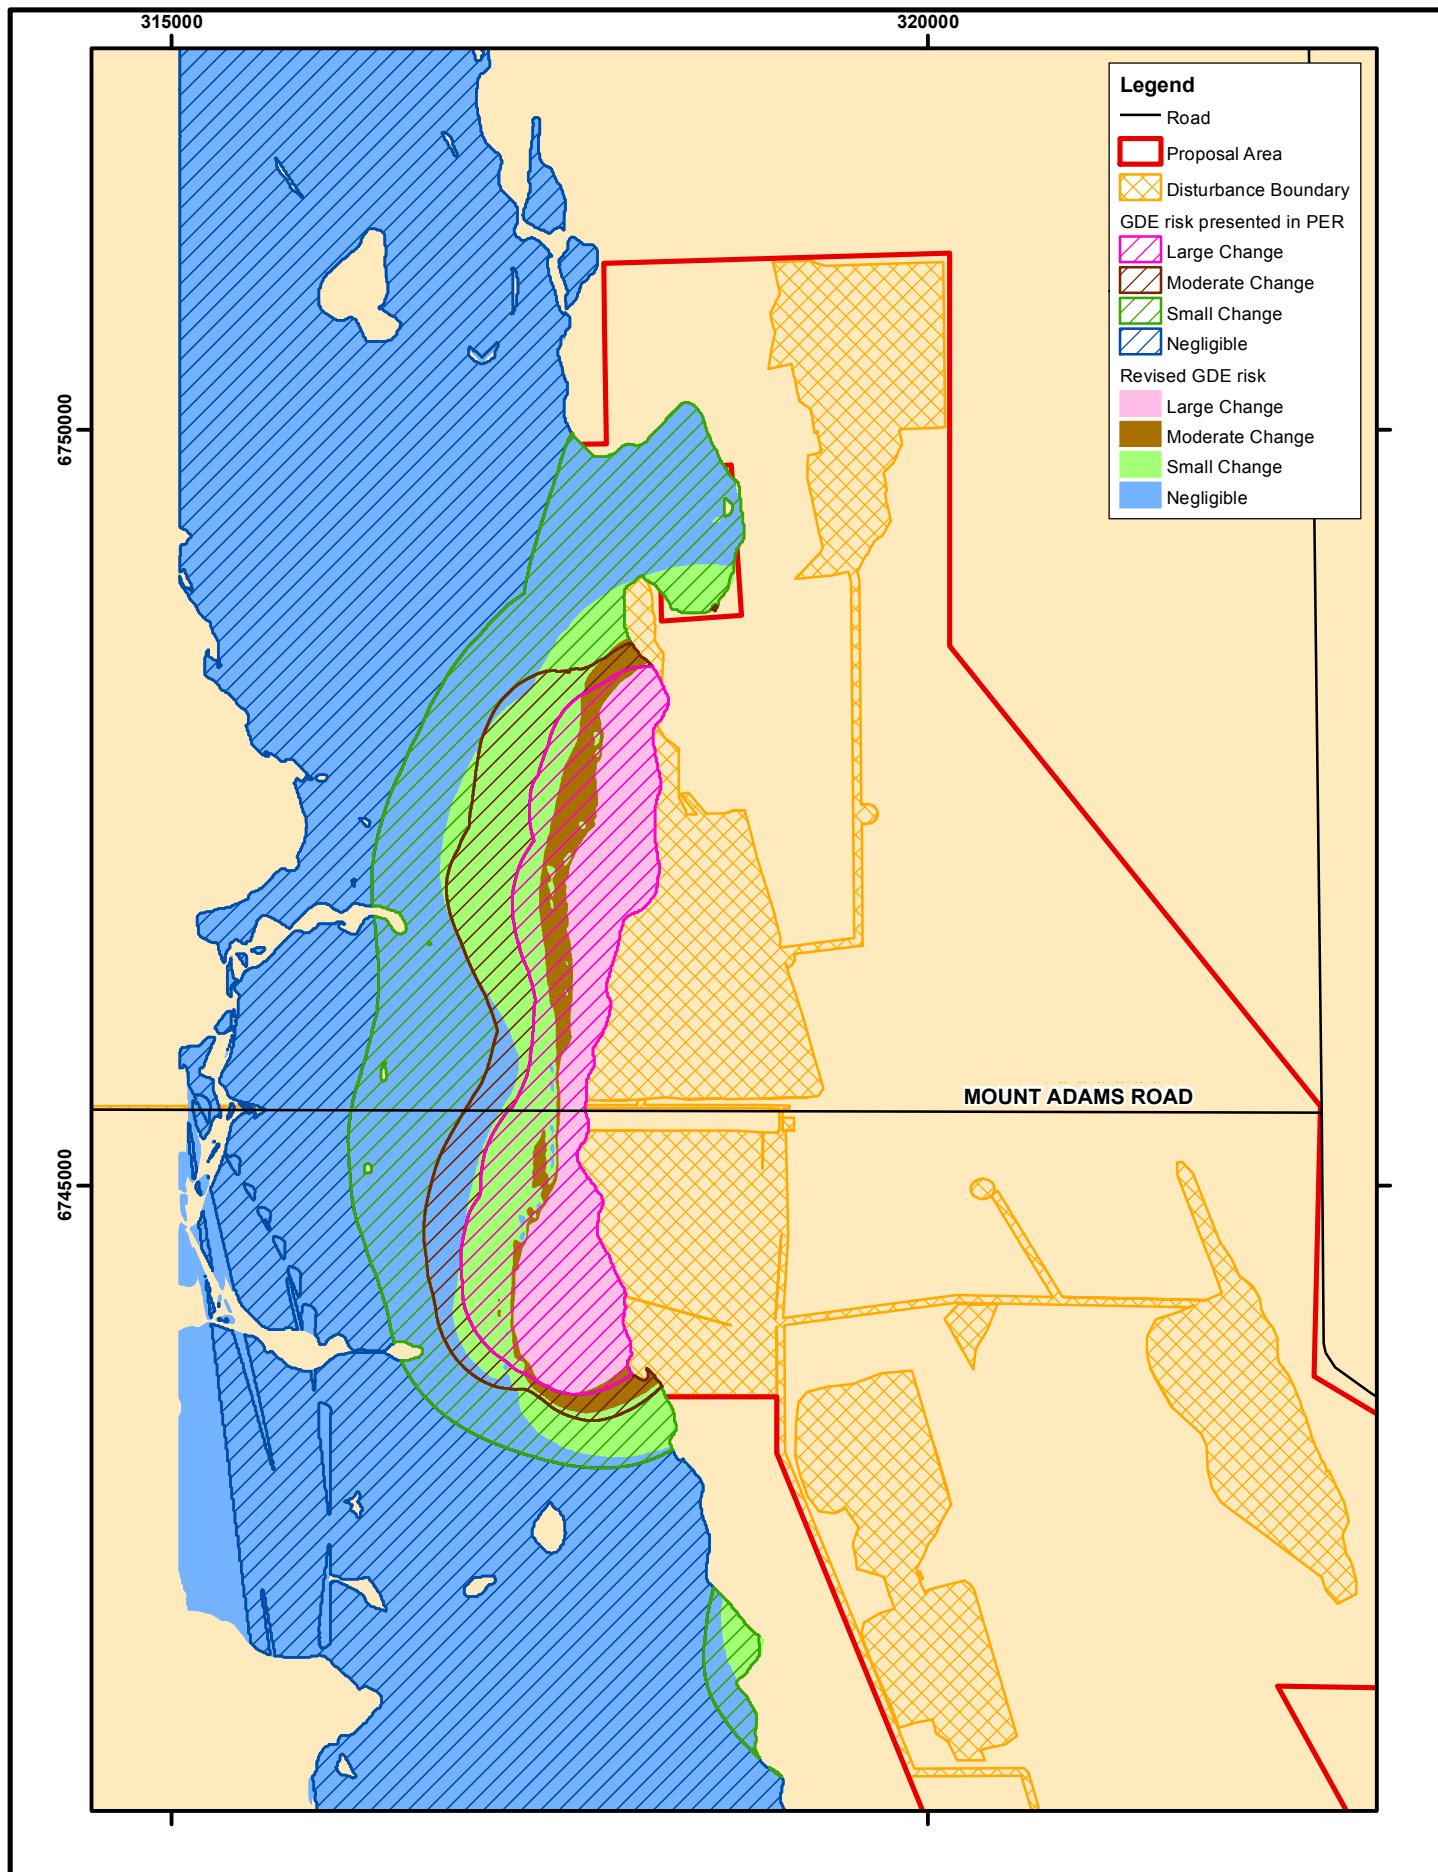 315000
320000
Legend
Road
Proposal Area
Disturbance Boundary
GDE risk presented in PER
Large Change
Moderate Change
Small Change
Negligible
Revised GDE risk
Large Change
Moderate Change
Small Change
Negligible
6750000
MOUNT ADAMS ROAD
6745000